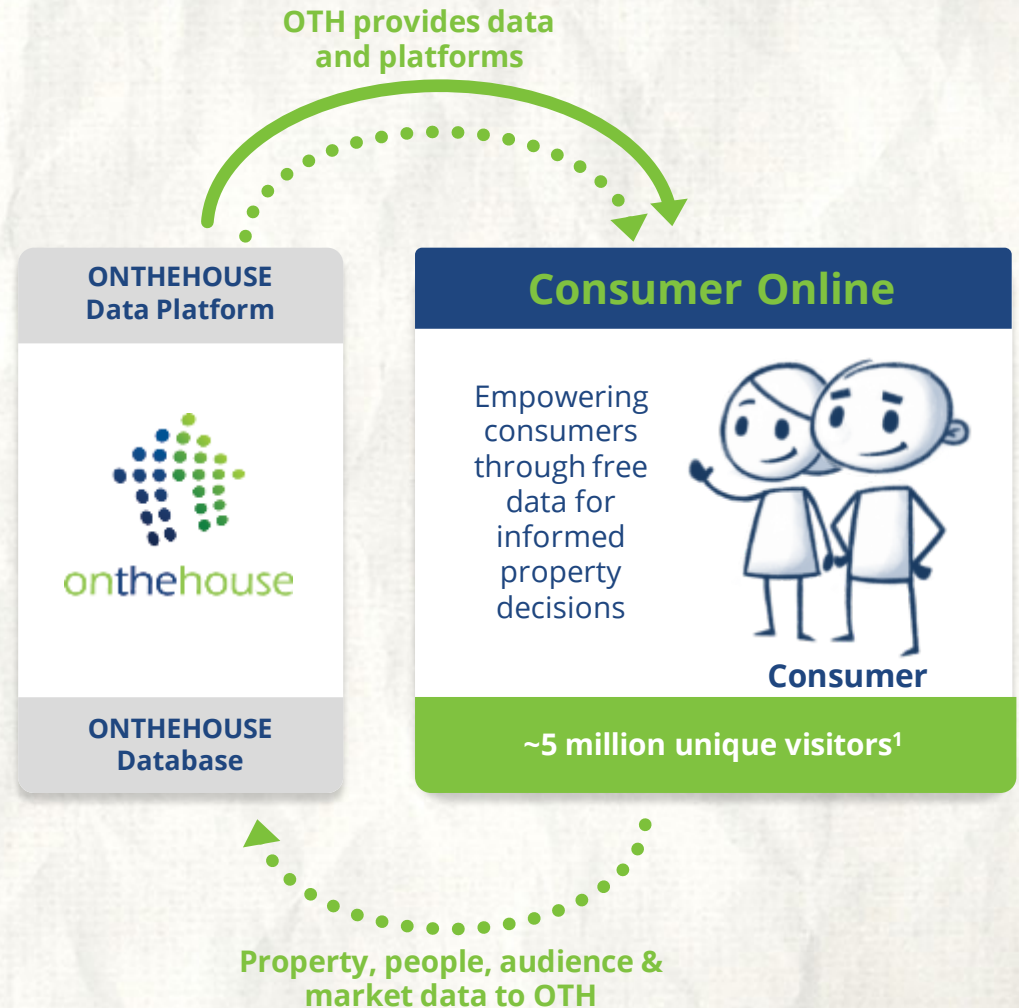 OTH provides data
and platforms
ONTHEHOUSE
Data Platform
onthehouse
ONTHEHOUSE
Database
Consumer Online
Empowering
consumers
through free
data for
informed
property
decisions
Consumer
~5 million unique visitors¹
Property, people, audience &
market data to OTH